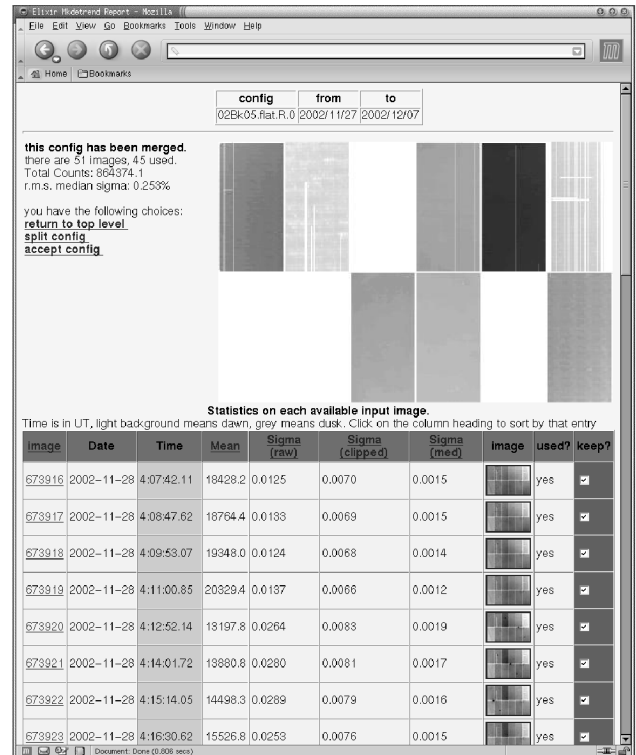 Elixir Mkdetrend Report - Mozilla
File Edit View Go Bookmarks Tools Window Help
Home Bookmarks
config from to
02Bk05.flat.R.0 2002/11/27 2002/12/07
this config has been merged.
there are 51 images, 45 used.
Total Counts: 864374.1
r.m.s. median sigma: 0.253%
you have the following choices:
return to top level
split config
accept config
Statistics on each available input image.
Time is in UT, light background means dawn, grey means dusk. Click on the column heading to sort by that entry
image Date Time Mean Sigma (raw) Sigma (clipped) Sigma (med) image used? keep?
673916 2002-11-28 4:07:42.11 18428.2 0.0125 0.0070 0.0015 yes
673917 2002-11-28 4:08:47.62 18764.4 0.0133 0.0069 0.0015 yes
673918 2002-11-28 4:09:53.07 19348.0 0.0124 0.0068 0.0014 yes
673919 2002-11-28 4:11:00.85 20329.4 0.0137 0.0066 0.0012 yes
673920 2002-11-28 4:12:52.14 13197.8 0.0264 0.0083 0.0019 yes
673921 2002-11-28 4:14:01.72 13880.8 0.0280 0.0081 0.0017 yes
673922 2002-11-28 4:15:14.05 14498.3 0.0289 0.0079 0.0016 yes
673923 2002-11-28 4:16:30.62 15526.8 0.0253 0.0076 0.0015 yes
Document: Done (0.806 secs)